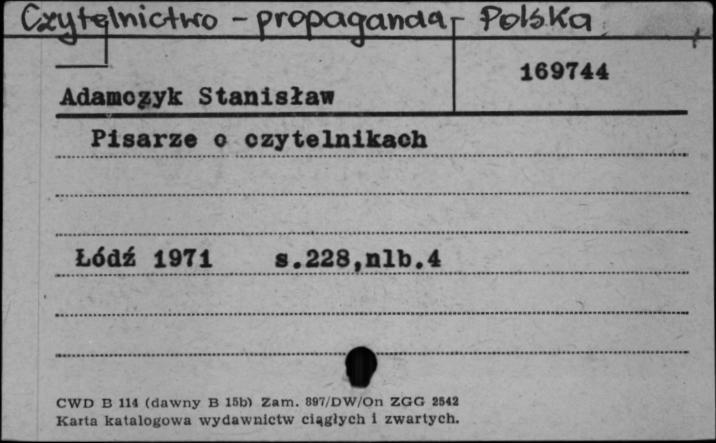 Czytelnictwo - propaganda - Polska
169744
Adamczyk Stanisław
Pisarze o czytelnikach
Łódź 1971 s.228,nlb.4
CWD B 114 (dawny B 15b) Zam. 897/DW/On ZGG 2542
Karta katalogowa wydawnictw ciągłych i zwartych.